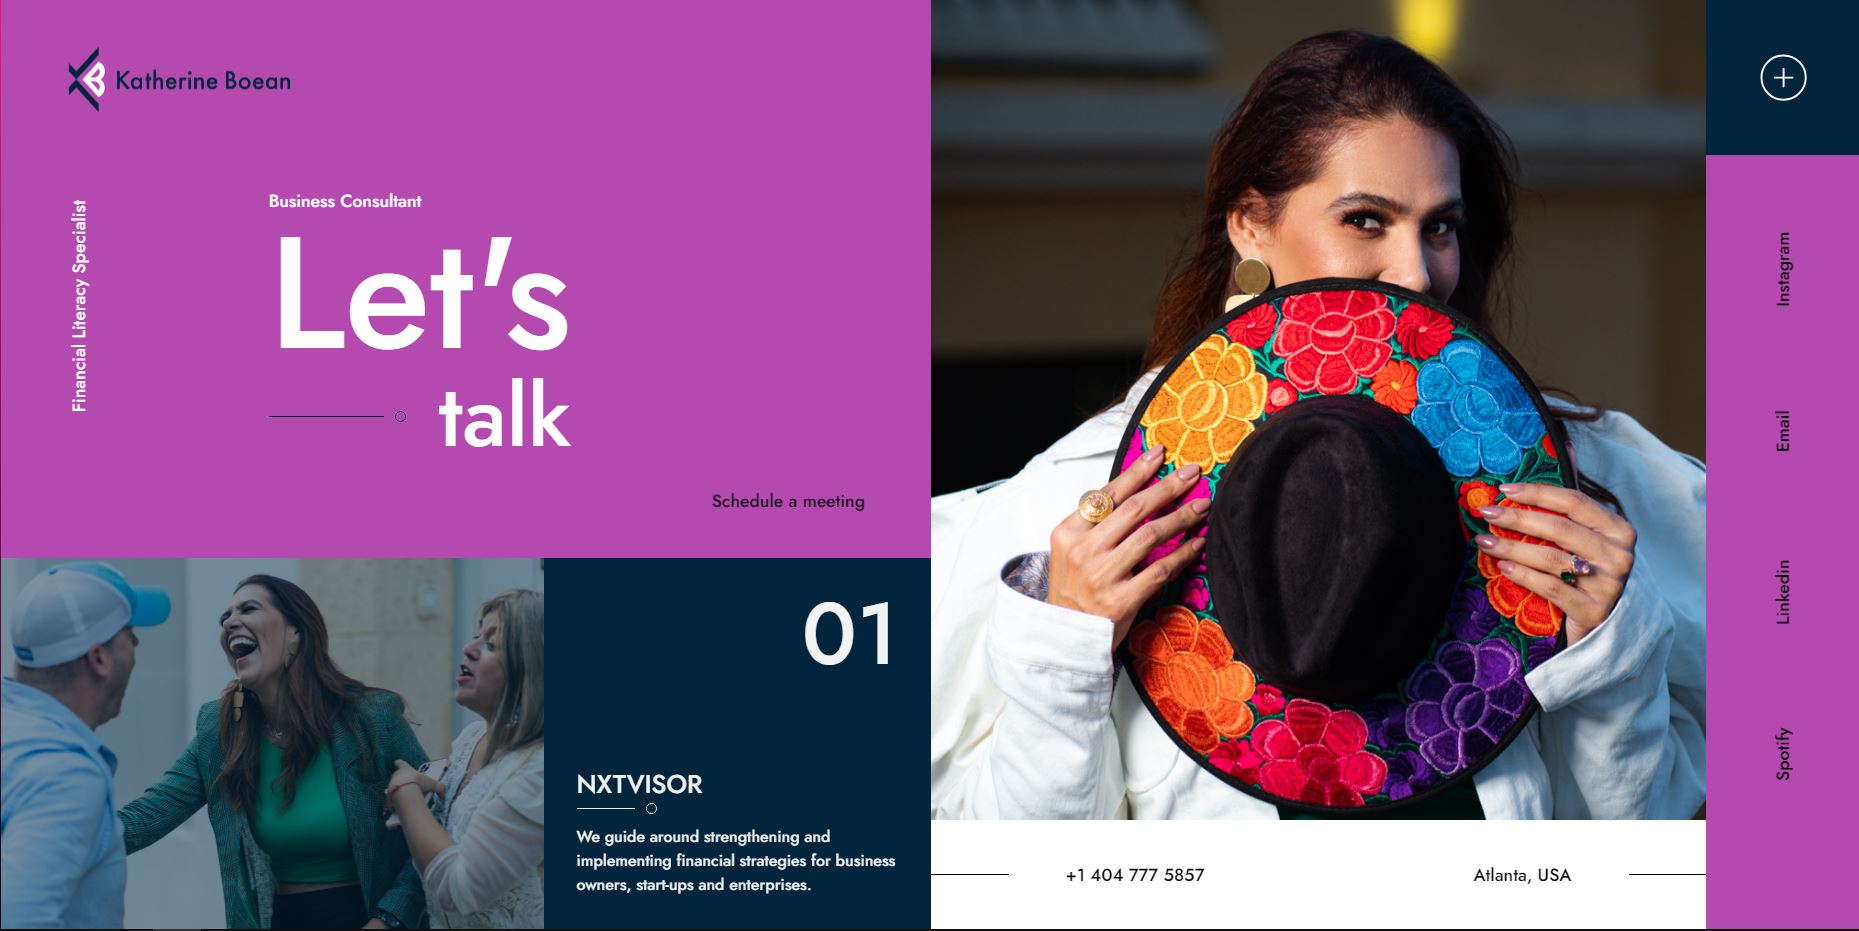 Katherine Boean
Financial Literacy Specialist
Business Consultant
Let's
talk
Schedule a meeting
01
NXTVISOR
We guide around strengthening and
implementing financial strategies for business
owners, start-ups and enterprises.
+1 404 777 5857
Atlanta, USA
Instagram
Email
Linkedin
Spotify